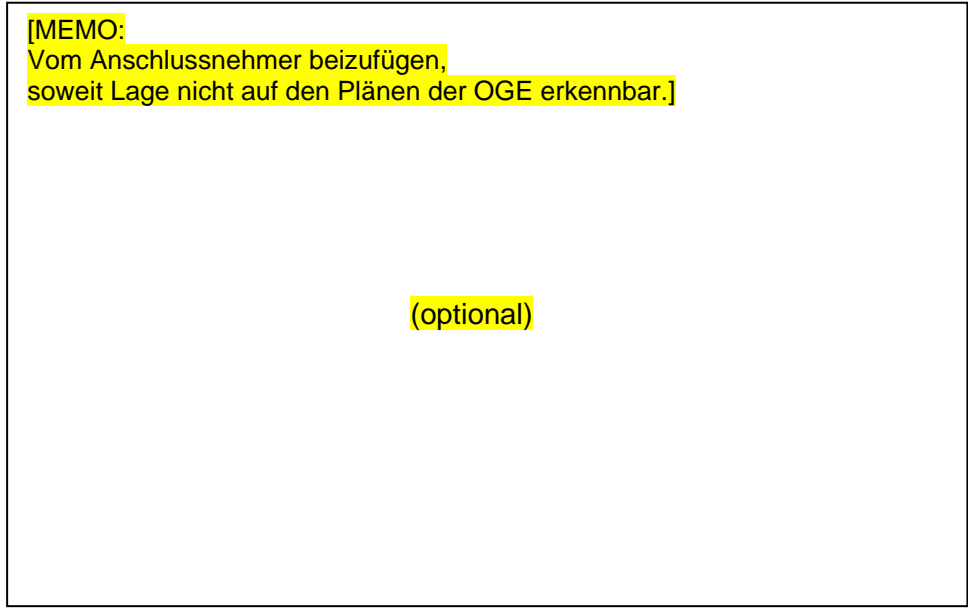 [MEMO:
Vom Anschlussnehmer beizufügen,
soweit Lage nicht auf den Plänen der OGE erkennbar.]
(optional)